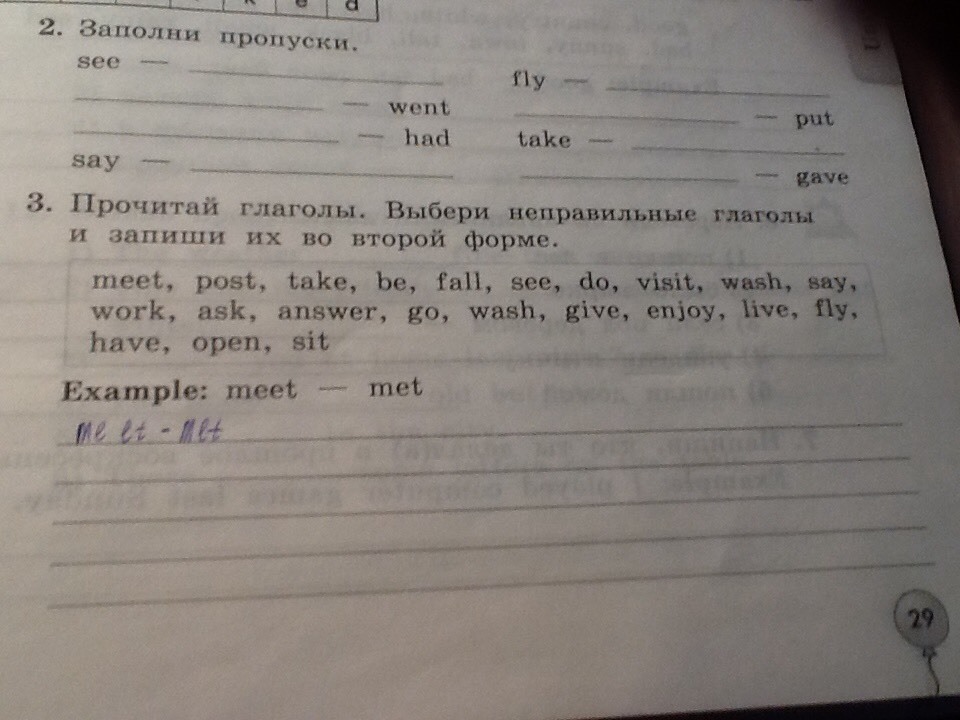 k e d
2. Заполни пропуски.
see — fly —
— went — put
— had take —
say — — gave
3. Прочитай глаголы. Выбери неправильные глаголы
и запиши их во второй форме.
meet, post, take, be, fall, see, do, visit, wash, say,
work, ask, answer, go, wash, give, enjoy, live, fly,
have, open, sit
Example: meet — met
meet - met
29